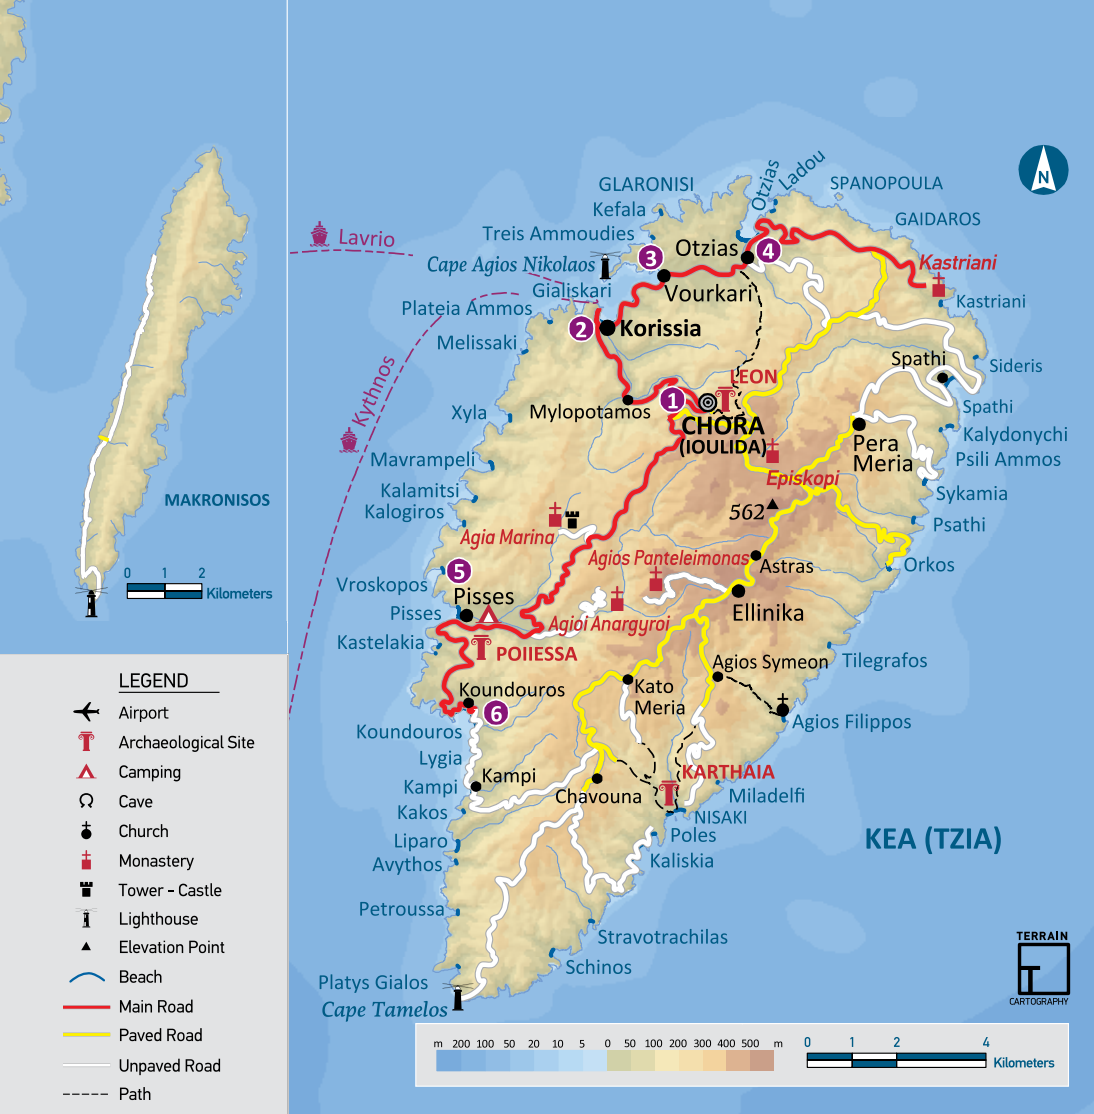 GLARONISI
Otzias
Ladou
SPANOPOULA
Kefala
GAIDAROS
N
Treis Ammoudies
Lavrio
Otzias
4
3
Cape Agios Nikolaos
Kastriani
Gialiskari
Vourkari
Kastriani
Plateia Ammos
2
Korissia
Melissaki
Spathi
Sideris
LEON
Kythnos
1
Mylopotamos
Spathi
Xyla
CHORA
(IOULIDA)
Kalydonychi
Pera
Meria
Mavrampeli
Psili Ammos
Episkopi
Kalamitsi
Sykamia
MAKRONISOS
Kalogiros
562
Psathi
Agia Marina
Agios Panteleimonas
Astras
Orkos
5
Vroskopos
0 1 2
Kilometers
Pisses
Pisses
Ellinika
Agioi Anargyroi
Kastelakia
POIIESSA
Agios Symeon
Tilegrafos
Koundouros
Kato
Meria
6
Agios Filippos
Koundouros
Lygia
KARTHAIA
Kampi
Kampi
Chavouna
Miladelfi
Kakos
NISAKI
Poles
Liparo
KEA (TZIA)
Avythos
Kaliskia
Petroussa
Stravotrachilas
Schinos
Platys Gialos
Cape Tamelos
LEGEND
Airport
Archaeological Site
Camping
Cave
Church
Monastery
Tower - Castle
Lighthouse
Elevation Point
Beach
Main Road
Paved Road
Unpaved Road
Path
TERRAIN
T
CARTOGRAPHY
m 200 100 50 20 10 5 0 50 100 200 300 400 500 m
0 1 2 4
Kilometers